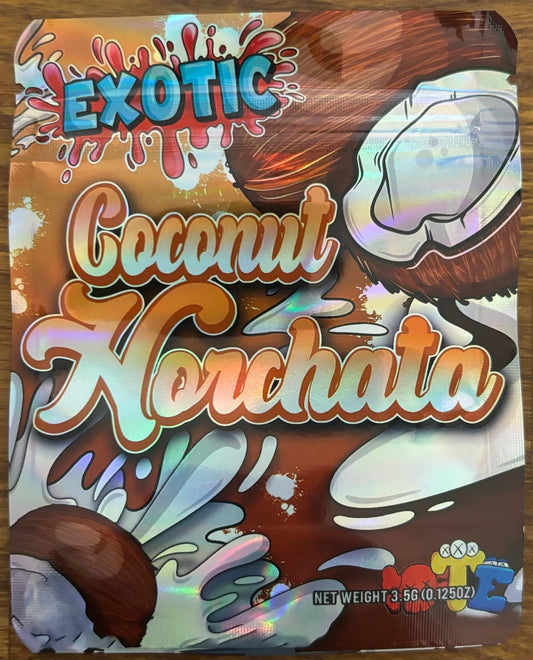 EXOTIC
Coconut
Horchata
NET WEIGHT 3.5G (0.125OZ)